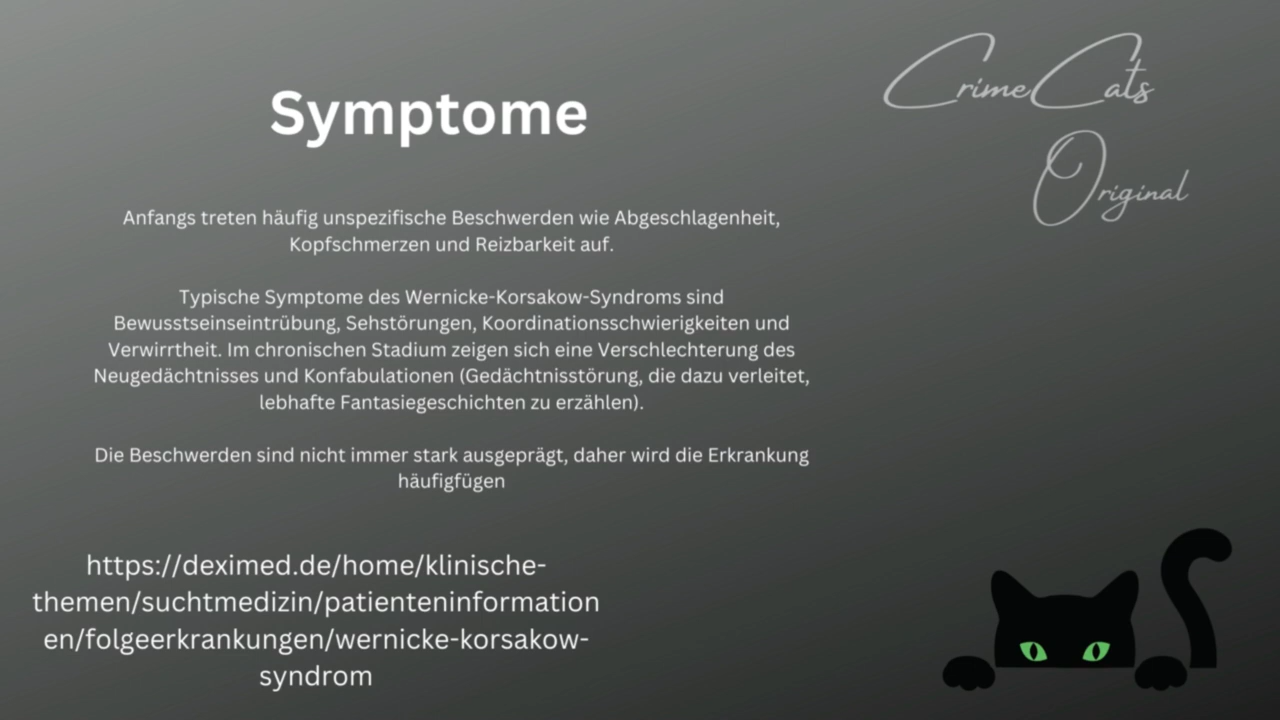 CrimeCats
Original
Symptome
Anfangs treten häufig unspezifische Beschwerden wie Abgeschlagenheit,
Kopfschmerzen und Reizbarkeit auf.
Typische Symptome des Wernicke-Korsakow-Syndroms sind
Bewusstseinseintrübung, Sehstörungen, Koordinationsschwierigkeiten und
Verwirrtheit. Im chronischen Stadium zeigen sich eine Verschlechterung des
Neugedächtnisses und Konfabulationen (Gedächtnisstörung, die dazu verleitet,
lebhafte Fantasiegeschichten zu erzählen).
Die Beschwerden sind nicht immer stark ausgeprägt, daher wird die Erkrankung
häufigfügen
https://deximed.de/home/klinische-
themen/suchtmedizin/patienteninformation
en/folgeerkrankungen/wernicke-korsakow-
syndrom